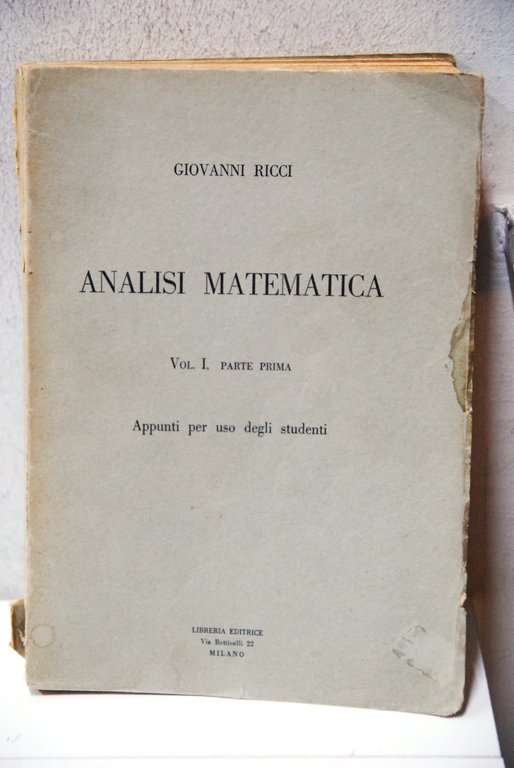 GIOVANNI RICCI
ANALISI MATEMATICA
VOL. I, PARTE PRIMA
Appunti per uso degli studenti
LIBRERIA EDITRICE
Via Botticelli 22
MILANO